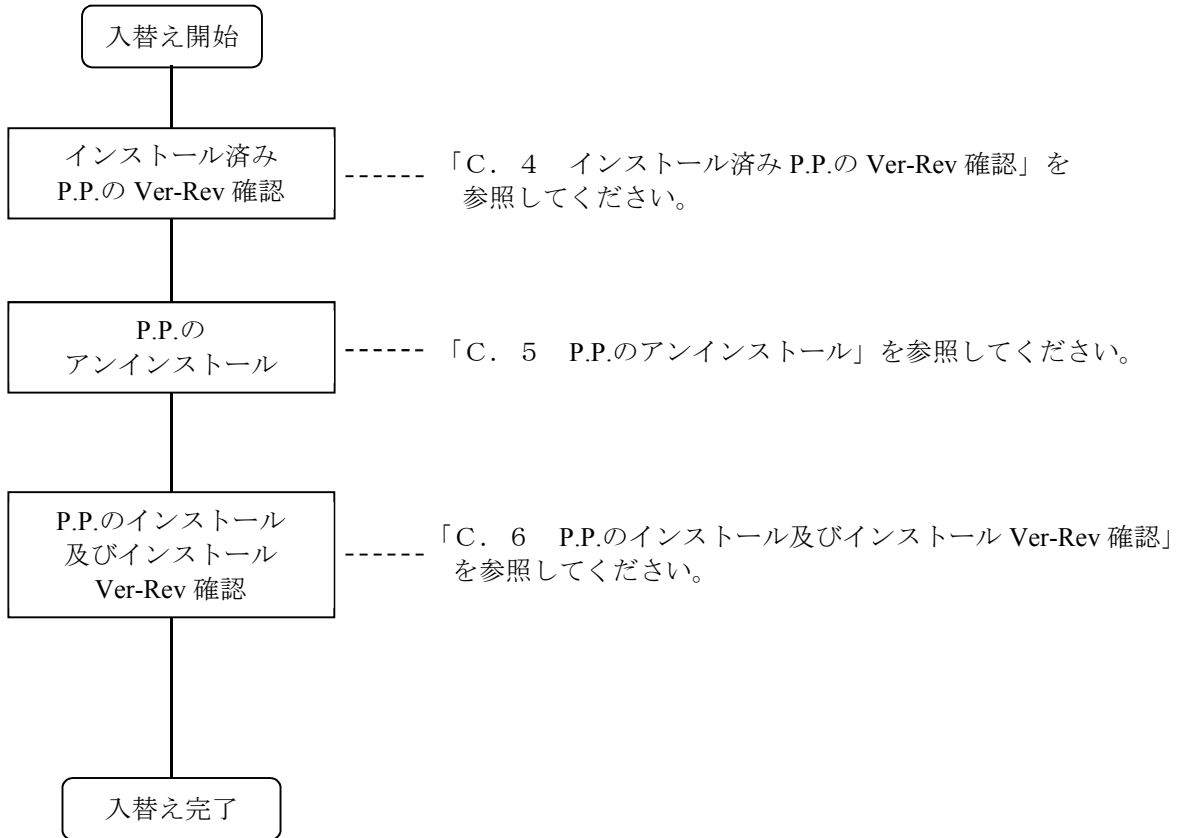 入替え開始
インストール済み
P.P.の Ver-Rev 確認
「C．4　インストール済み P.P.の Ver-Rev 確認」を
参照してください。
P.P.の
アンインストール
「C．5　P.P.のアンインストール」を参照してください。
P.P.のインストール
及びインストール
Ver-Rev 確認
「C．6　P.P.のインストール及びインストール Ver-Rev 確認」
を参照してください。
入替え完了